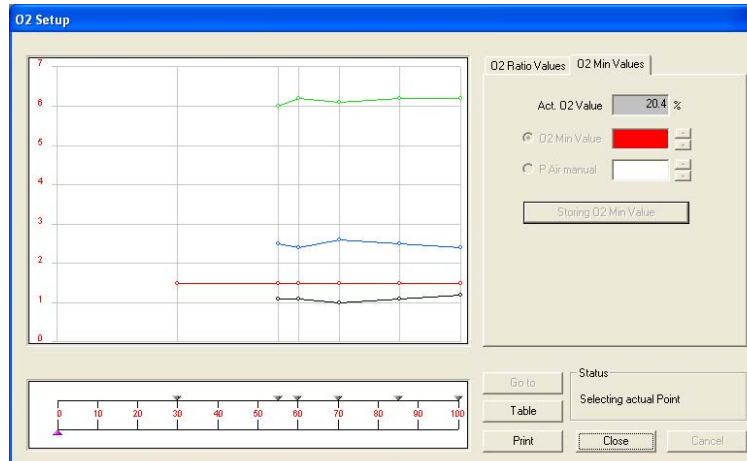 O2 Setup
7
6
5
4
3
2
1
0
O2 Ratio Values O2 Min Values
Act. O2 Value 20.4 %
O2 Min Value
P Air manual
Storing O2 Min Value
0 10 20 30 40 50 60 70 80 90 100
Go to
Table
Print
Status
Selecting actual Point
Close
Cancel